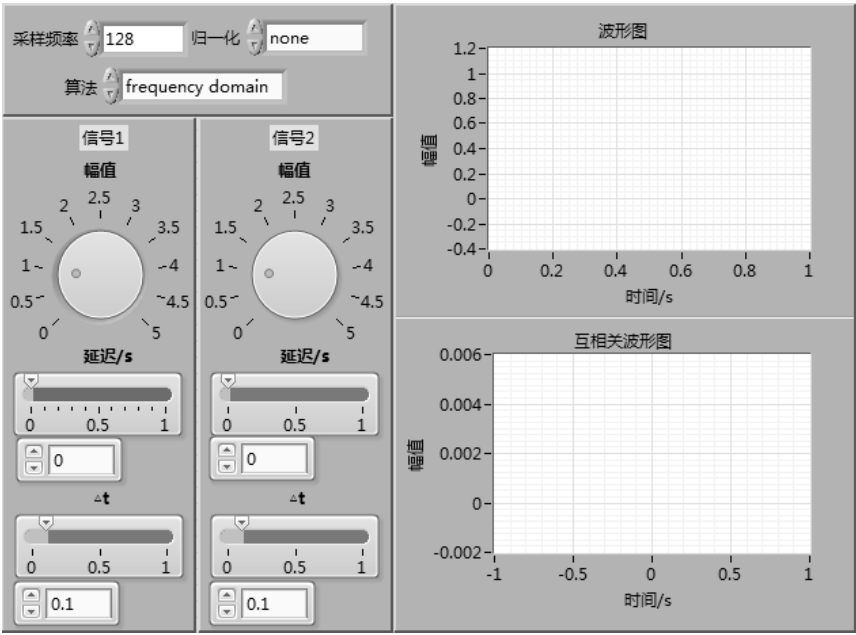 采样频率 128 归一化 none
算法 frequency domain
信号1
幅值
0 0.5 1 1.5 2 2.5 3 3.5 4 4.5 5
延迟/s
0 0.5 1
0
△t
0 0.5 1
0.1
信号2
幅值
0 0.5 1 1.5 2 2.5 3 3.5 4 4.5 5
延迟/s
0 0.5 1
0
△t
0 0.5 1
0.1
波形图
幅值
1.2
1
0.8
0.6
0.4
0.2
0
-0.2
-0.4
0 0.2 0.4 0.6 0.8 1
时间/s
互相关波形图
幅值
0.006
0.004
0.002
0
-0.002
-1 -0.5 0 0.5 1
时间/s